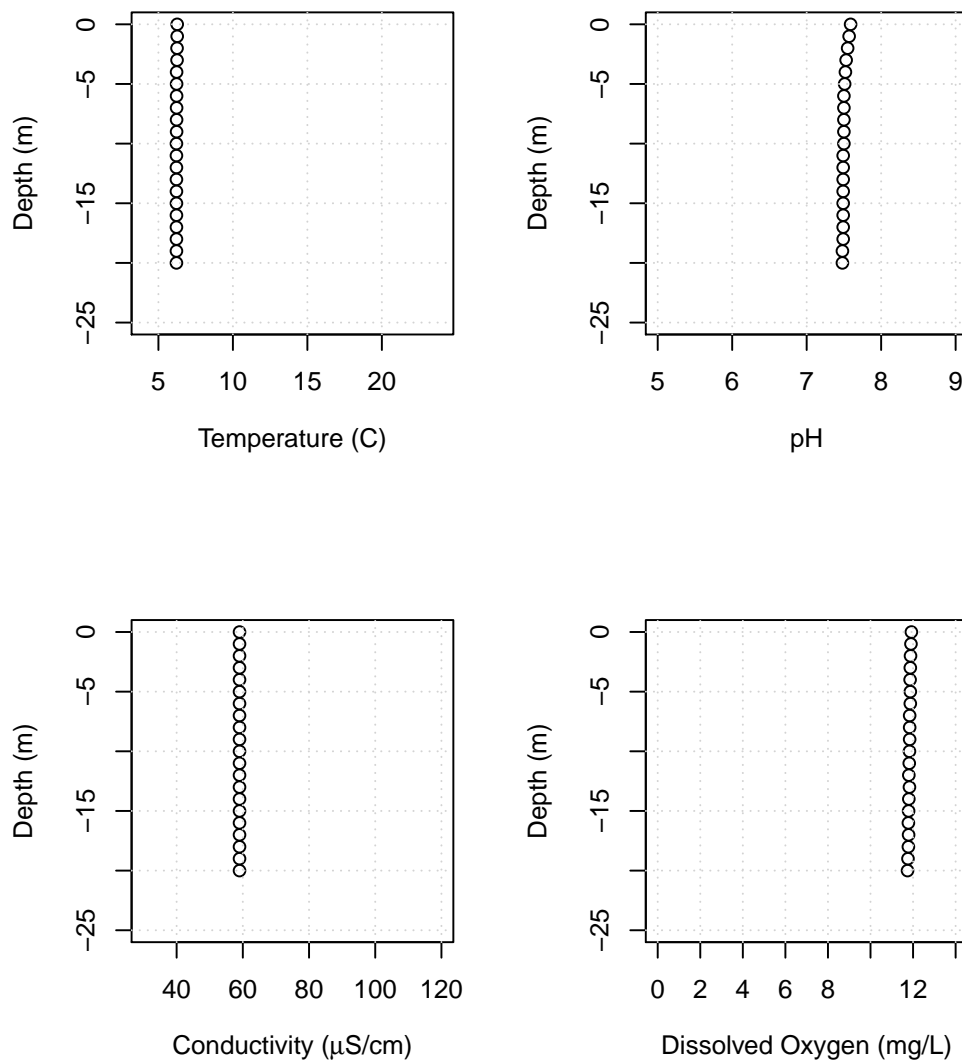 0
−5
−15
−25
Depth (m)
5 10 15 20
Temperature (C)
0
−5
−15
−25
Depth (m)
5 6 7 8 9
pH
0
−5
−15
−25
Depth (m)
40 60 80 100 120
Conductivity (μS/cm)
0
−5
−15
−25
Depth (m)
0 2 4 6 8 12
Dissolved Oxygen (mg/L)